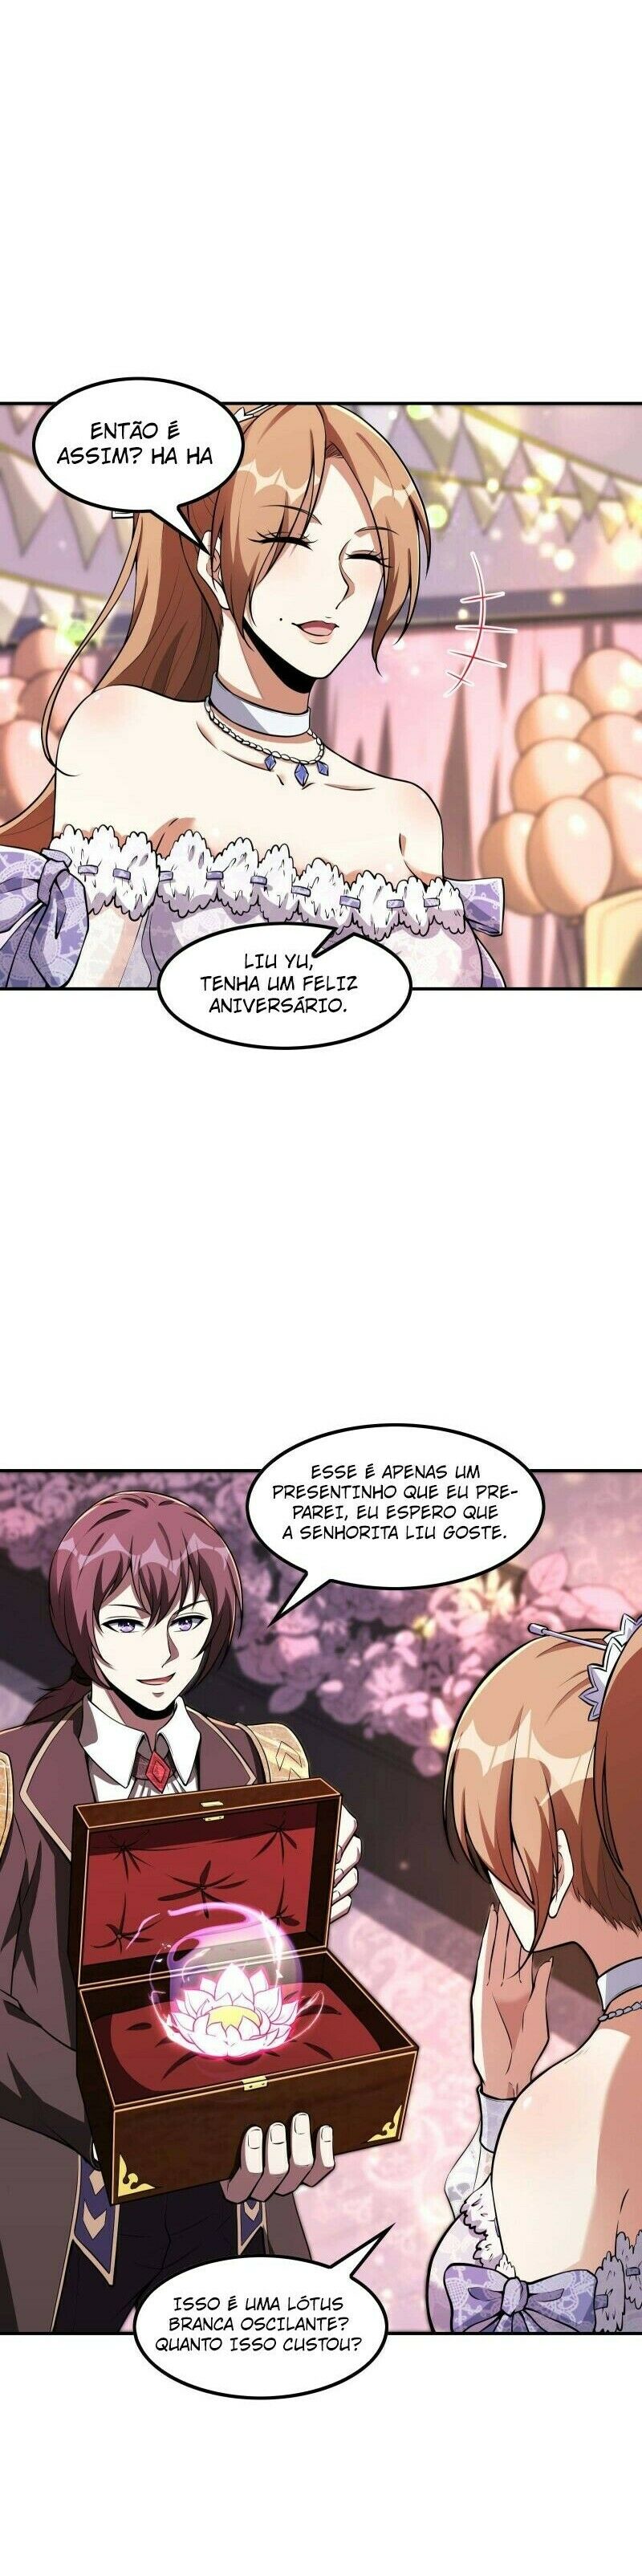 ENTÃO É
ASSIM? HA HA
LIU YU,
TENHA UM FELIZ
ANIVERSÁRIO.
ESSE É APENAS UM
PRESENTINHO QUE EU PRE-
PAREI, EU ESPERO QUE
A SENHORITA LIU GOSTE.
ISSO É UMA LÓTUS
BRANCA OSCILANTE?
QUANTO ISSO CUSTOU?